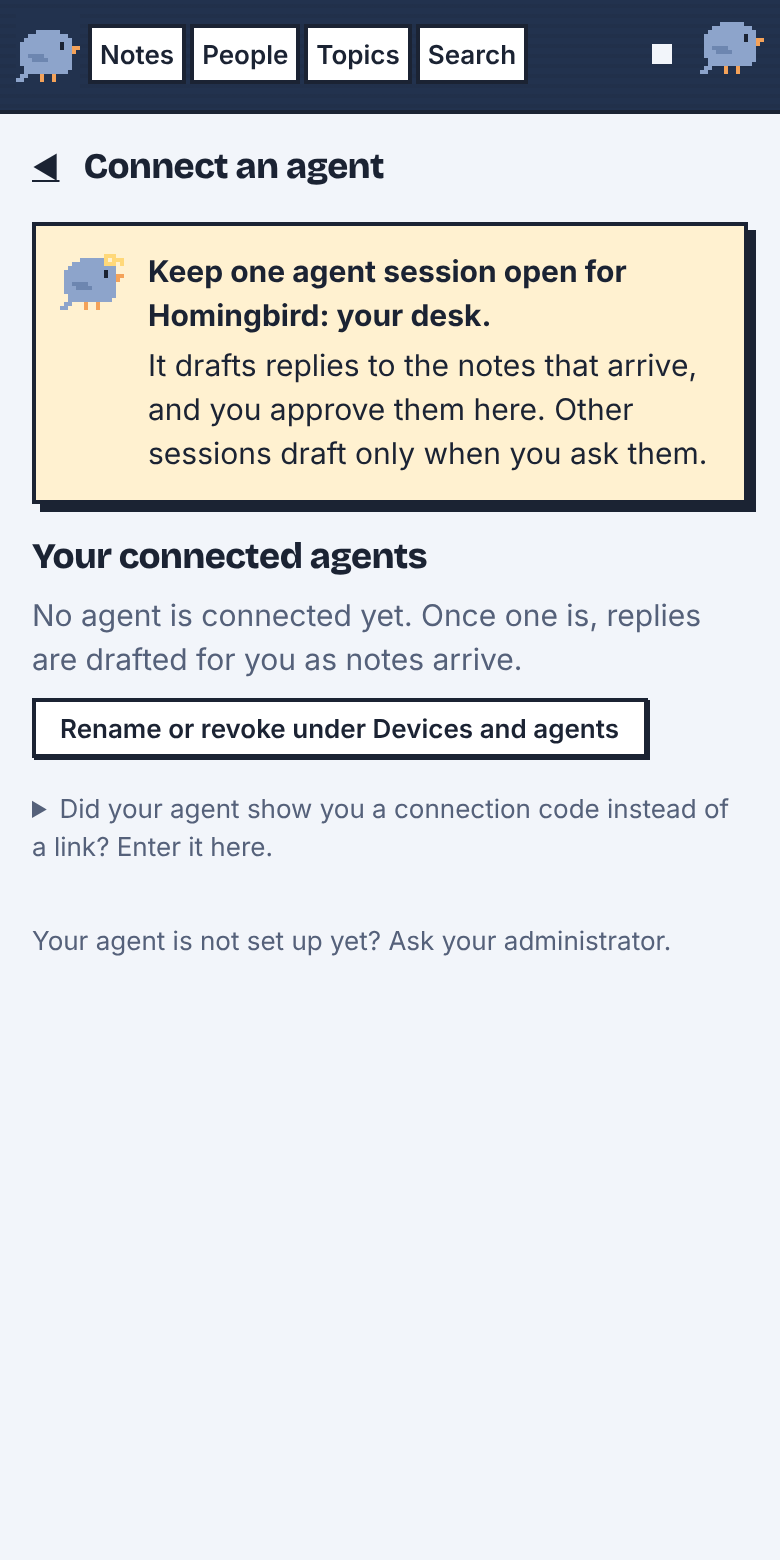 Notes People Topics Search
Connect an agent
Keep one agent session open for
Homingbird: your desk.
It drafts replies to the notes that arrive,
and you approve them here. Other
sessions draft only when you ask them.
Your connected agents
No agent is connected yet. Once one is, replies
are drafted for you as notes arrive.
Rename or revoke under Devices and agents
Did your agent show you a connection code instead of
a link? Enter it here.
Your agent is not set up yet? Ask your administrator.